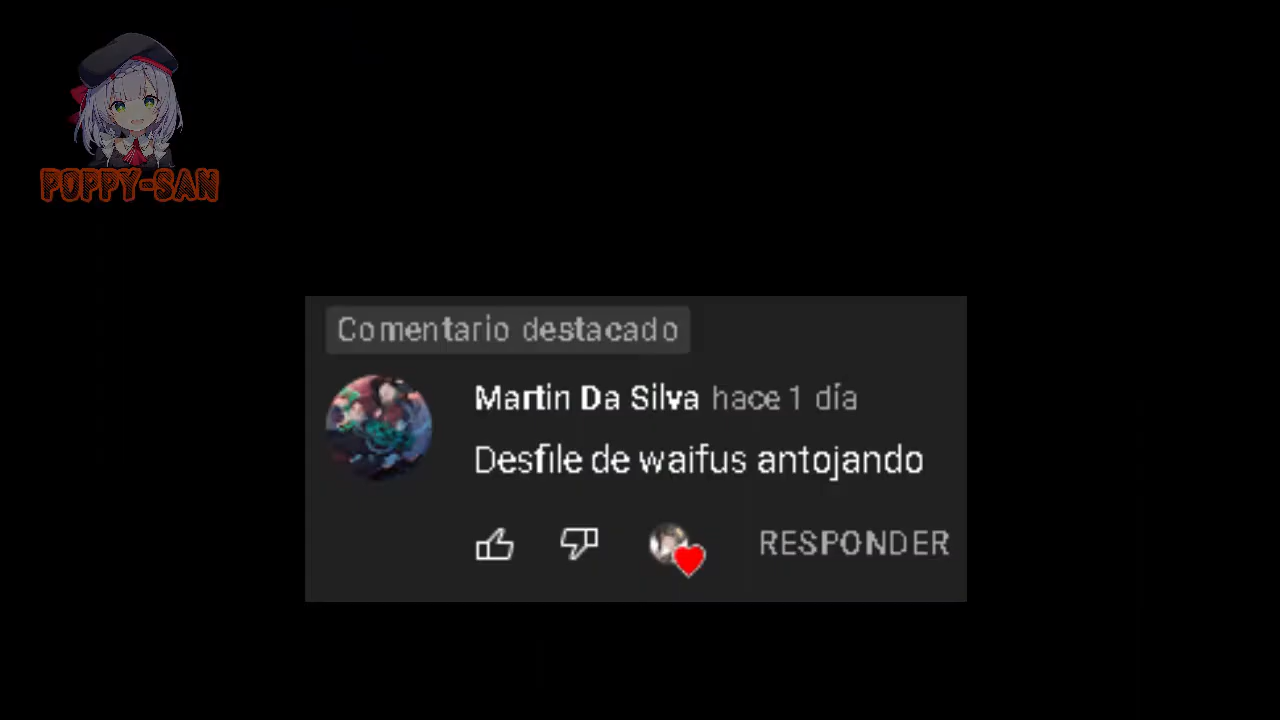 POPPY-SAN
Comentario destacado
Martin Da Silva hace 1 día
Desfile de waifus antojando
RESPONDER